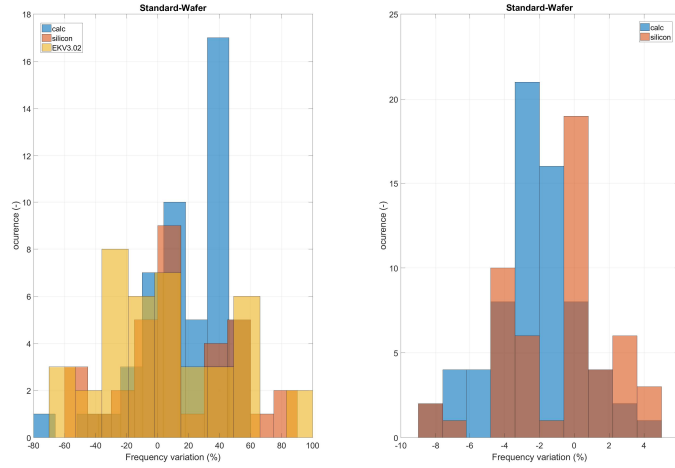 Standard-Wafer
18
16
14
12
10
8
6
4
2
0
ocurence (-)
calc
silicon
EKV3.02
-80 -60 -40 -20 0 20 40 60 80 100
Frequency variation (%)
Standard-Wafer
25
20
15
10
5
0
ocurence (-)
calc
silicon
-10 -8 -6 -4 -2 0 2 4
Frequency variation (%)